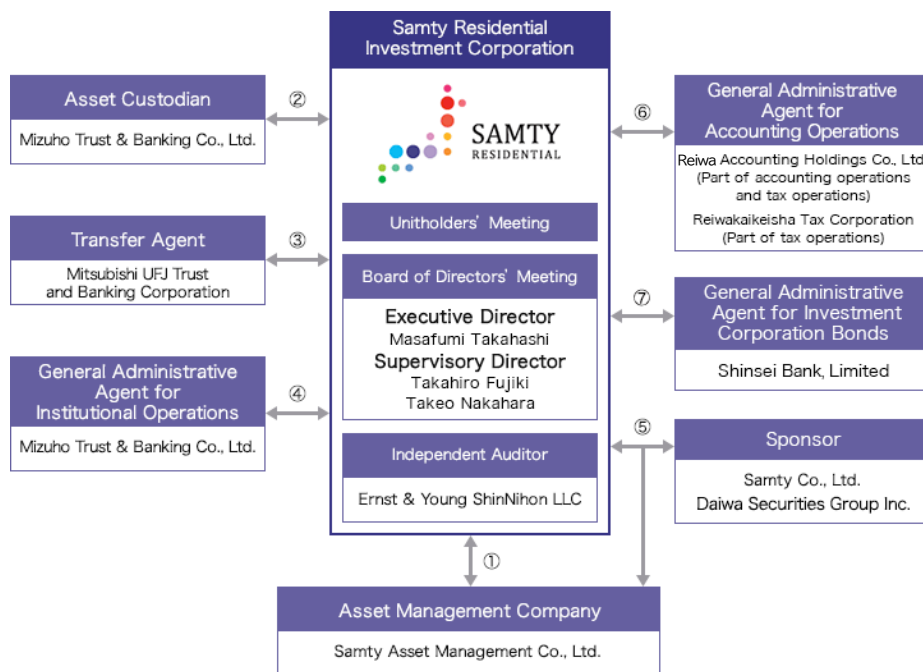 Samty Residential
Investment Corporation
SAMTY
RESIDENTIAL
Unitholders' Meeting
Board of Directors' Meeting
Executive Director
Masafumi Takahashi
Supervisory Director
Takahiro Fujiki
Takeo Nakahara
Independent Auditor
Ernst & Young ShinNihon LLC
Asset Custodian
Mizuho Trust & Banking Co., Ltd.
②
Transfer Agent
Mitsubishi UFJ Trust
and Banking Corporation
③
General Administrative
Agent for
Institutional Operations
Mizuho Trust & Banking Co., Ltd.
④
⑥
General Administrative
Agent for
Accounting Operations
Reiwa Accounting Holdings Co., Ltd
(Part of accounting operations
and tax operations)
Reiwakaikeisha Tax Corporation
(Part of tax operations)
⑦
General Administrative
Agent for Investment
Corporation Bonds
Shinsei Bank, Limited
⑤
Sponsor
Samty Co., Ltd.
Daiwa Securities Group Inc.
①
Asset Management Company
Samty Asset Management Co., Ltd.